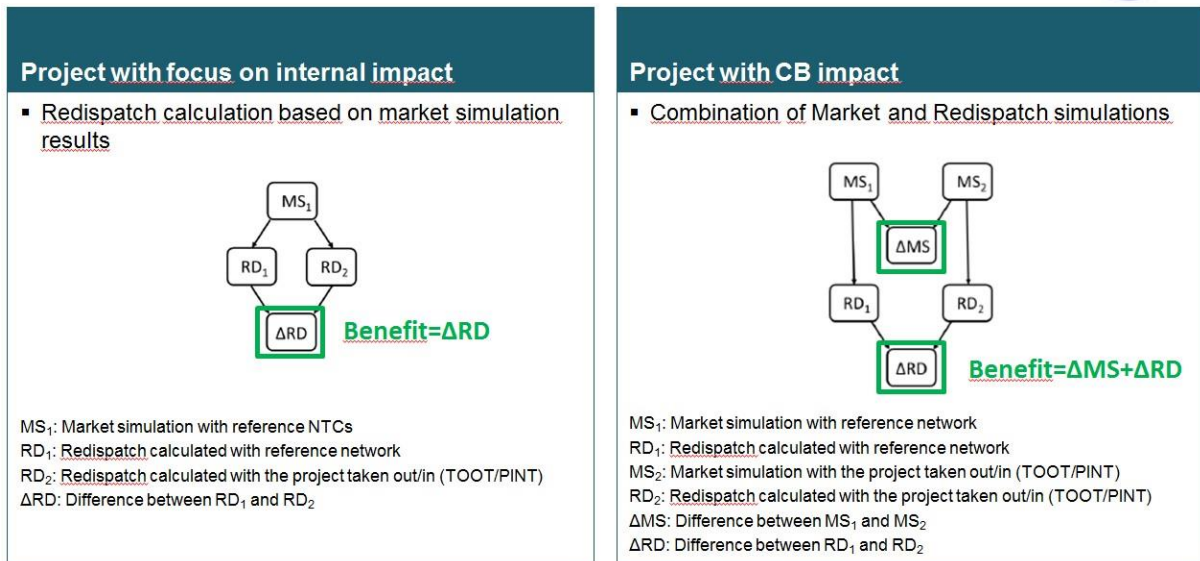 Project with focus on internal impact
▪ Redispatch calculation based on market simulation
results
MS₁
RD₁
RD₂
ΔRD
Benefit=ΔRD
MS₁: Market simulation with reference NTCs
RD₁: Redispatch calculated with reference network
RD₂: Redispatch calculated with the project taken out/in (TOOT/PINT)
ΔRD: Difference between RD₁ and RD₂
Project with CB impact
▪ Combination of Market and Redispatch simulations
MS₁
MS₂
ΔMS
RD₁
RD₂
ΔRD
Benefit=ΔMS+ΔRD
MS₁: Market simulation with reference network
RD₁: Redispatch calculated with reference network
MS₂: Market simulation with the project taken out/in (TOOT/PINT)
RD₂: Redispatch calculated with the project taken out/in (TOOT/PINT)
ΔMS: Difference between MS₁ and MS₂
ΔRD: Difference between RD₁ and RD₂